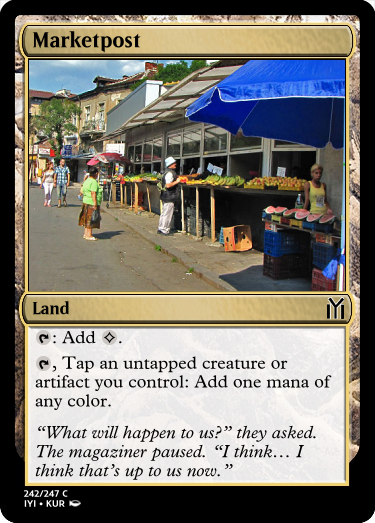 Marketpost
Land
: Add .
, Tap an untapped creature or
artifact you control: Add one mana of
any color.
“What will happen to us?” they asked.
The magaziner paused. “I think… I
think that’s up to us now.”
242/247 C
IYI • KUR